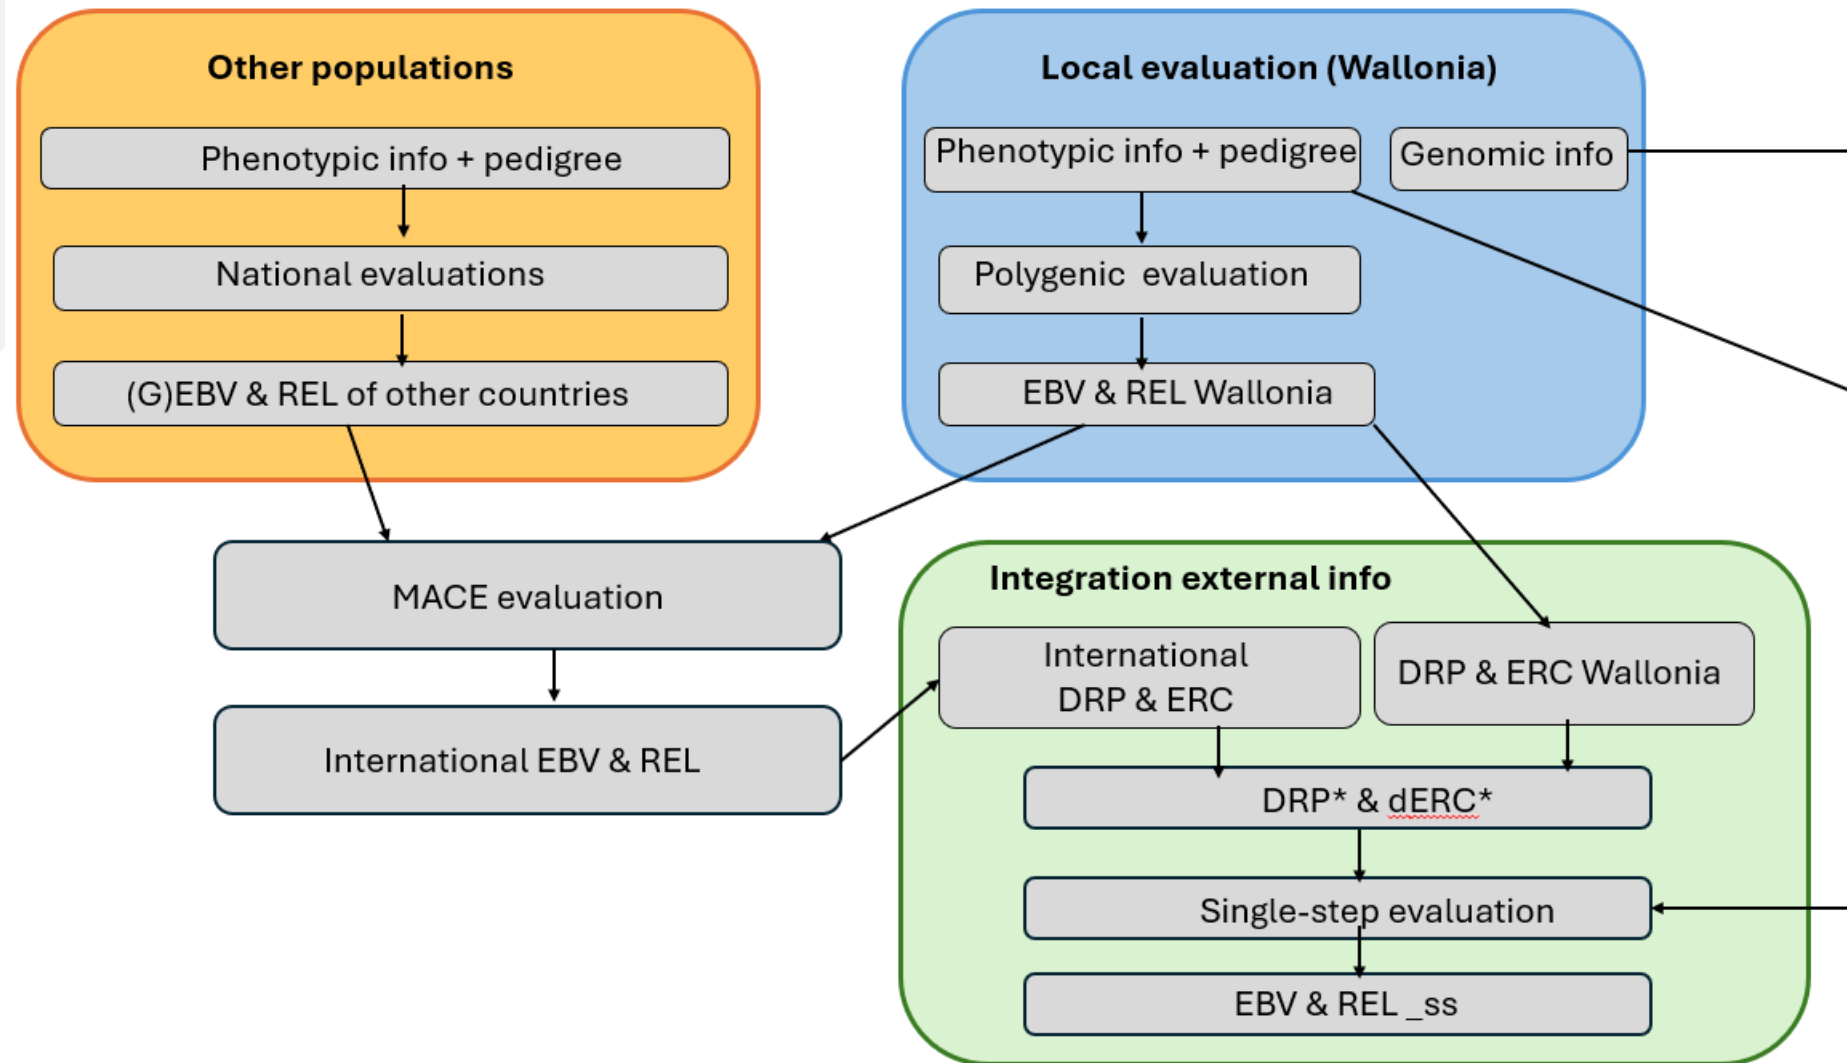 Other populations
Phenotypic info + pedigree
National evaluations
(G)EBV & REL of other countries
Local evaluation (Wallonia)
Phenotypic info + pedigree
Genomic info
Polygenic  evaluation
EBV & REL Wallonia
MACE evaluation
International EBV & REL
Integration external info
International
DRP & ERC
DRP & ERC Wallonia
DRP* & dERC*
Single-step evaluation
EBV & REL _ss